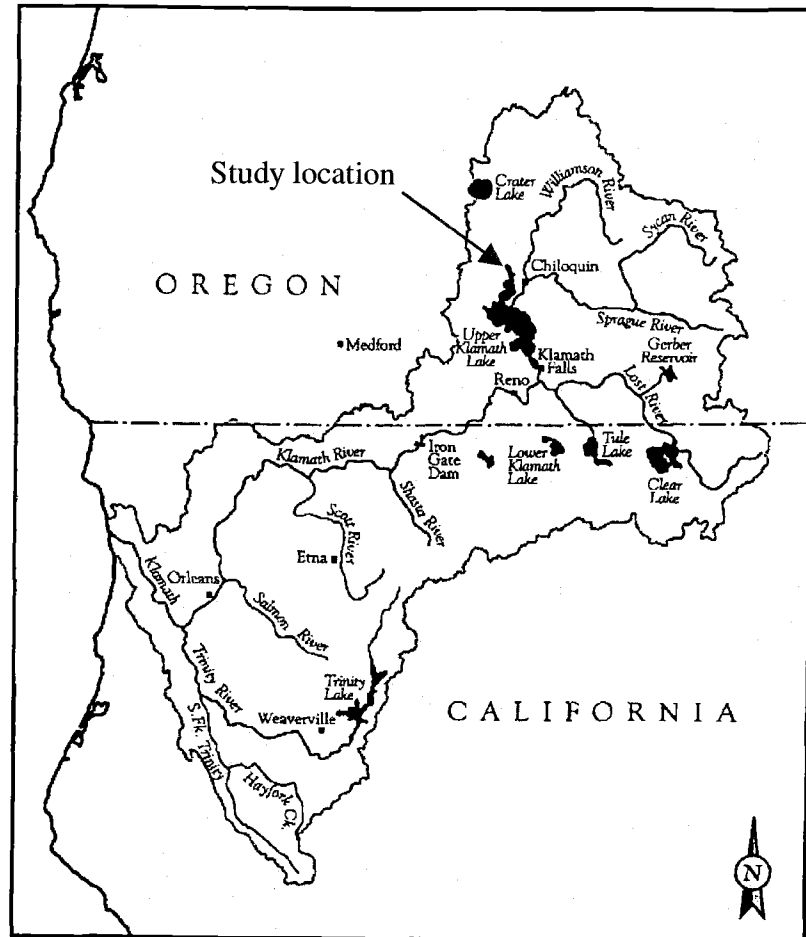 Study location
Crater
Lake
Williamson
River
Sycan River
OREGON
Chiloquin
Sprague River
Medford
Upper
Klamath
Lake
Klamath
Falls
Gerber
Reservoir
Reno
Lost River
Klamath River
Iron
Gate
Dam
Lower
Klamath
Lake
Tule
Lake
Clear
Lake
Shasta River
Scott
River
Etna
Klamath
Orleans
Salmon
River
Trinity
River
Trinity
Lake
Weaverville
CALIFORNIA
S.Fk. Trinity
Hayfork
Ck.
N